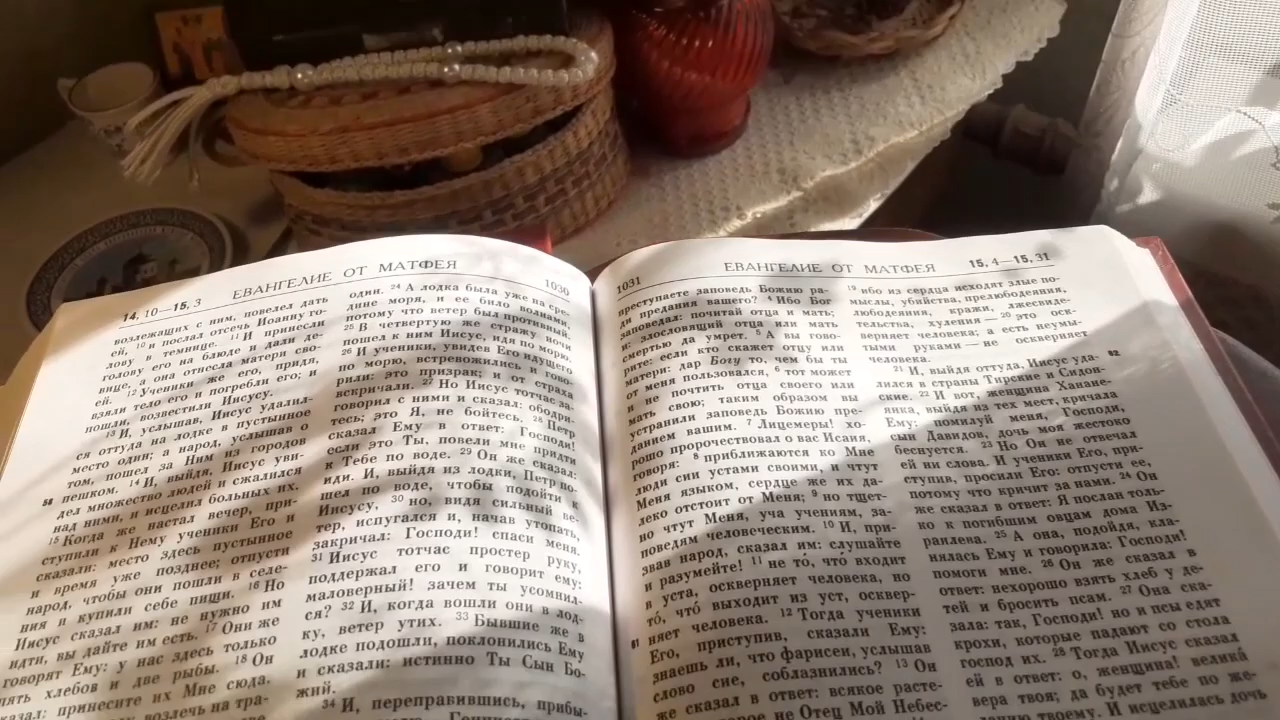 14, 10—15, 3
ЕВАНГЕЛИЕ ОТ МАТФЕЯ
1030
возлежащих с ним, повелел дать
ей, 10 и послал отсечь Иоанну го-
лову в темнице. 11 И принесли
голову его на блюде и дали де-
вице, а она отнесла матери сво-
ей. 12 Ученики же его, придя,
взяли тело его и погребли его; и
пошли, возвестили Иисусу.
13 И, услышав, Иисус удалил-
ся оттуда на лодке в пустынное
место один; а народ, услышав о
том, пошел за Ним из городов
пешком. 14 И, выйдя, Иисус уви-
58
дел множество людей и сжалился
над ними, и исцелил больных их.
15 Когда же настал вечер, при-
ступили к Нему ученики Его и
сказали: место здесь пустынное
и время уже позднее; отпусти
народ, чтобы они пошли в селе-
ния и купили себе пищи. 16 Но
Иисус сказал им: не нужно им
идти, вы дайте им есть. 17 Они же
говорят Ему: у нас здесь только
пять хлебов и две рыбы. 18 Он
сказал: принесите их Мне сюда.
возлечь на тра-
один. 24 А лодка была уже на сре-
дине моря, и ее било волнами,
потому что ветер был противный.
25 В четвертую же стражу ночи
пошел к ним Иисус, идя по морю.
26 И ученики, увидев Его идущего
по морю, встревожились и гово-
рили: это призрак; и от страха
вскричали. 27 Но Иисус тотчас за-
говорил с ними и сказал: ободри-
тесь; это Я, не бойтесь. 28 Петр
сказал Ему в ответ: Господи!
если это Ты, повели мне придти
к Тебе по воде. 29 Он же сказал:
иди. И, выйдя из лодки, Петр по-
шел по воде, чтобы подойти к
Иисусу, 30 но, видя сильный ве-
тер, испугался и, начав утопать,
закричал: Господи! спаси меня.
31 Иисус тотчас простер руку,
поддержал его и говорит ему:
маловерный! зачем ты усомнил-
ся? 32 И, когда вошли они в лод-
ку, ветер утих. 33 Бывшие же в
лодке подошли, поклонились Ему
и сказали: истинно Ты Сын Бо-
жий.
34 И, переправившись, прибы-
1031
ЕВАНГЕЛИЕ ОТ МАТФЕЯ
15, 4—15, 31
преступаете заповедь Божию ра-
ди предания вашего? 4 Ибо Бог
заповедал: почитай отца и мать;
и: злословящий отца или мать
смертью да умрет. 5 А вы гово-
рите: если кто скажет отцу или
матери: дар Богу то, чем бы ты
от меня пользовался, 6 тот может
и не почтить отца своего или
мать свою; таким образом вы
устранили заповедь Божию пре-
данием вашим. 7 Лицемеры! хо-
рошо пророчествовал о вас Исаия,
говоря: 8 приближаются ко Мне
люди сии устами своими, и чтут
Меня языком, сердце же их да-
леко отстоит от Меня; 9 но тщет-
но чтут Меня, уча учениям, за-
поведям человеческим. 10 И, при-
звав народ, сказал им: слушайте
и разумейте! 11 не то́, что́ входит
в уста, оскверняет человека, но
то́, что́ выходит из уст, осквер-
няет человека. 12 Тогда ученики
61
Его, приступив, сказали Ему:
знаешь ли, что фарисеи, услышав
слово сие, соблазнились? 13 Он
же сказал в ответ: всякое расте-
не Отец Мой Небес-
19 ибо из сердца исходят злые по-
мыслы, убийства, прелюбодеяния,
любодеяния, кражи, лжесвиде-
тельства, хуления — 20 это оск-
верняет человека; а есть неумы-
тыми руками — не оскверняет
человека.
21 И, выйдя оттуда, Иисус уда-
62
лился в страны Тирские и Сидон-
ские. 22 И вот, женщина Ханане-
янка, выйдя из тех мест, кричала
Ему: помилуй меня, Господи,
сын Давидов, дочь моя жестоко
беснуется. 23 Но Он не отвечал
ей ни слова. И ученики Его, при-
ступив, просили Его: отпусти ее,
потому что кричит за нами. 24 Он
же сказал в ответ: Я послан толь-
ко к погибшим овцам дома Из-
раилева. 25 А она, подойдя, кла-
нялась Ему и говорила: Господи!
помоги мне. 26 Он же сказал в
ответ: нехорошо взять хлеб у де-
тей и бросить псам. 27 Она ска-
зала: так, Господи! но и псы едят
крохи, которые падают со стола
господ их. 28 Тогда Иисус сказал
ей в ответ: о, женщина! велика́
вера твоя; да будет тебе по же-
ланию твоему. И исцелилась дочь